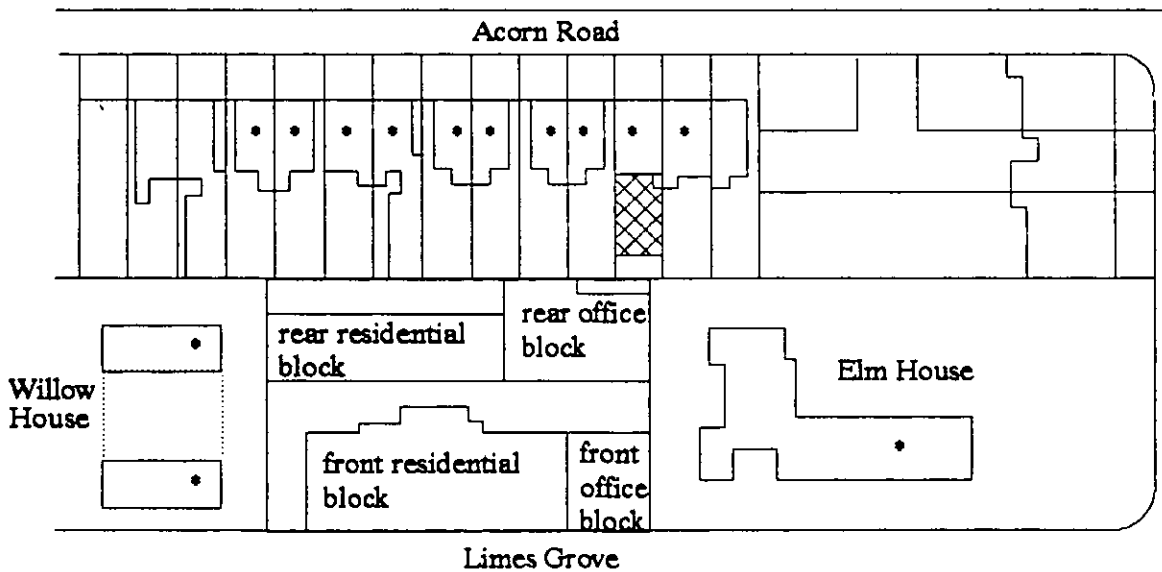 Acorn Road
rear residential
block
rear office
block
Willow
House
Elm House
front residential
block
front
office
block
Limes Grove